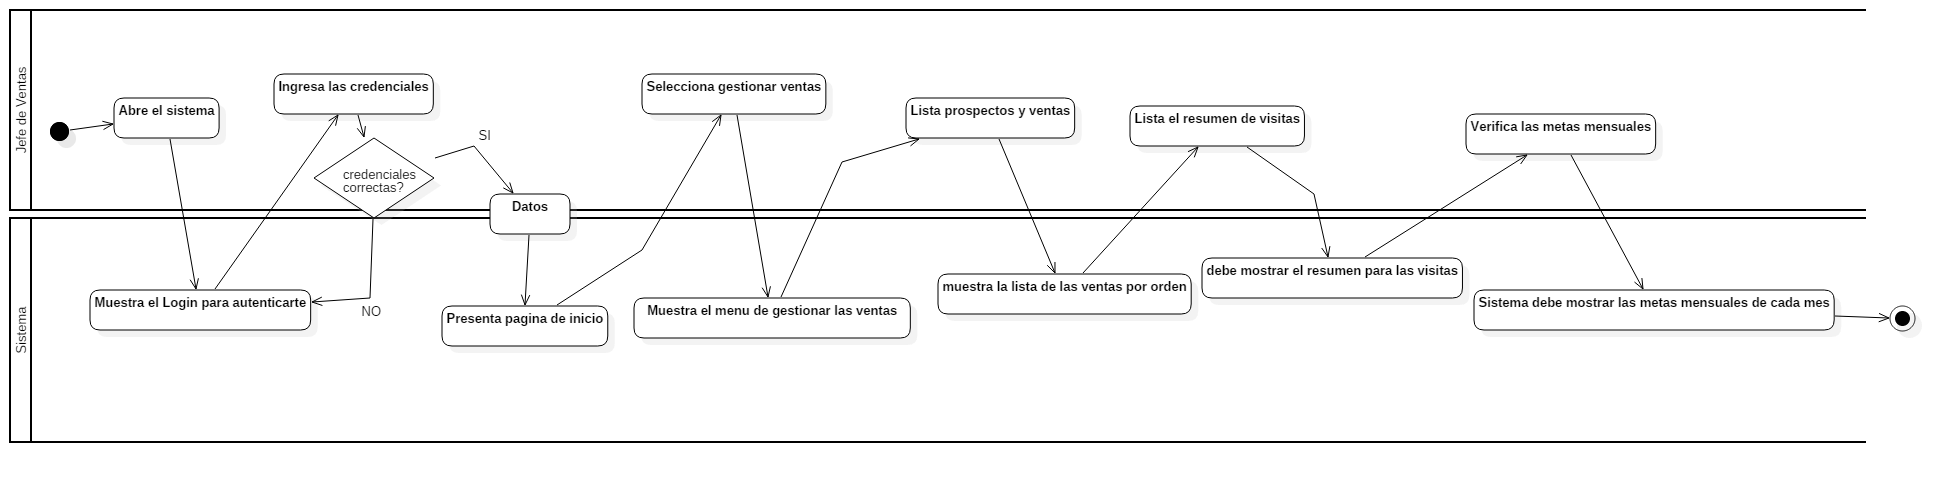 Jefe de Ventas
Abre el sistema
Ingresa las credenciales
credenciales
correctas?
SI
NO
Datos
Selecciona gestionar ventas
Lista prospectos y ventas
Lista el resumen de visitas
Verifica las metas mensuales
Sistema
Muestra el Login para autenticarte
Presenta pagina de inicio
Muestra el menu de gestionar las ventas
muestra la lista de las ventas por orden
debe mostrar el resumen para las visitas
Sistema debe mostrar las metas mensuales de cada mes